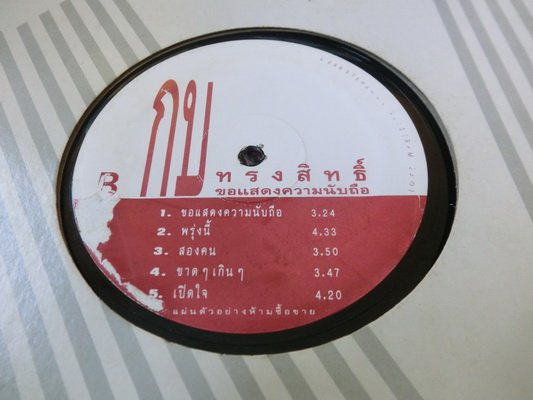 กบ
ทรงสิทธิ์
B
ขอแสดงความนับถือ
1. ขอแสดงความนับถือ 3.24
2. พรุ่งนี้ 4.33
3. สองคน 3.50
4. ขาดๆเกินๆ 3.47
5. เปิดใจ 4.20
แผ่นตัวอย่างห้ามซื้อขาย